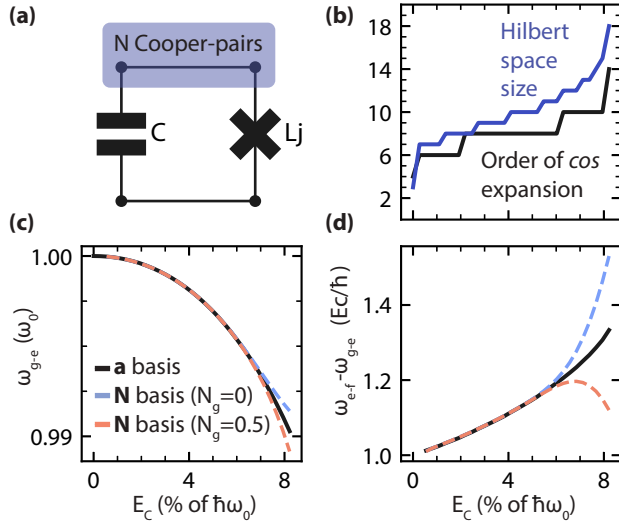 (a)
N Cooper-pairs
C
Lj
(b)
18
14
10
6
2
Hilbert
space
size
Order of cos
expansion
(c)
1.00
0.99
ω_{g-e} (ω_0)
a basis
N basis (N_g=0)
N basis (N_g=0.5)
0
4
8
E_C (% of ħω_0)
(d)
1.4
1.2
1.0
ω_{e-f}-ω_{g-e} (Ec/ħ)
0
4
8
E_C (% of ħω_0)